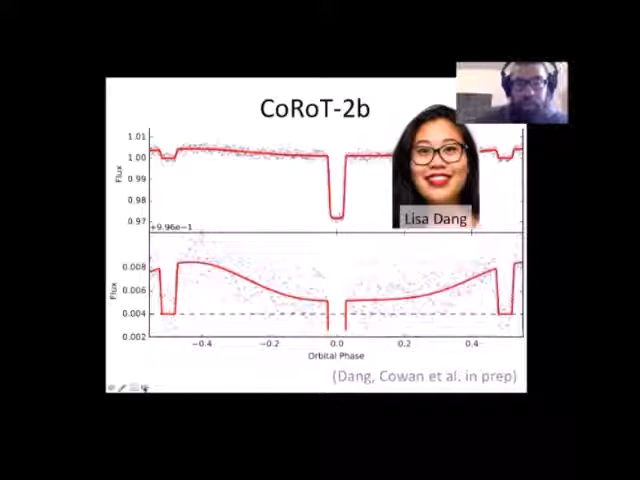 CoRoT-2b
1.01
1.00
0.99
0.98
0.97
Flux
Lisa Dang
+9.96e−1
0.008
0.006
0.004
0.002
Flux
−0.4
−0.2
0.0
0.2
0.4
Orbital Phase
(Dang, Cowan et al. in prep)